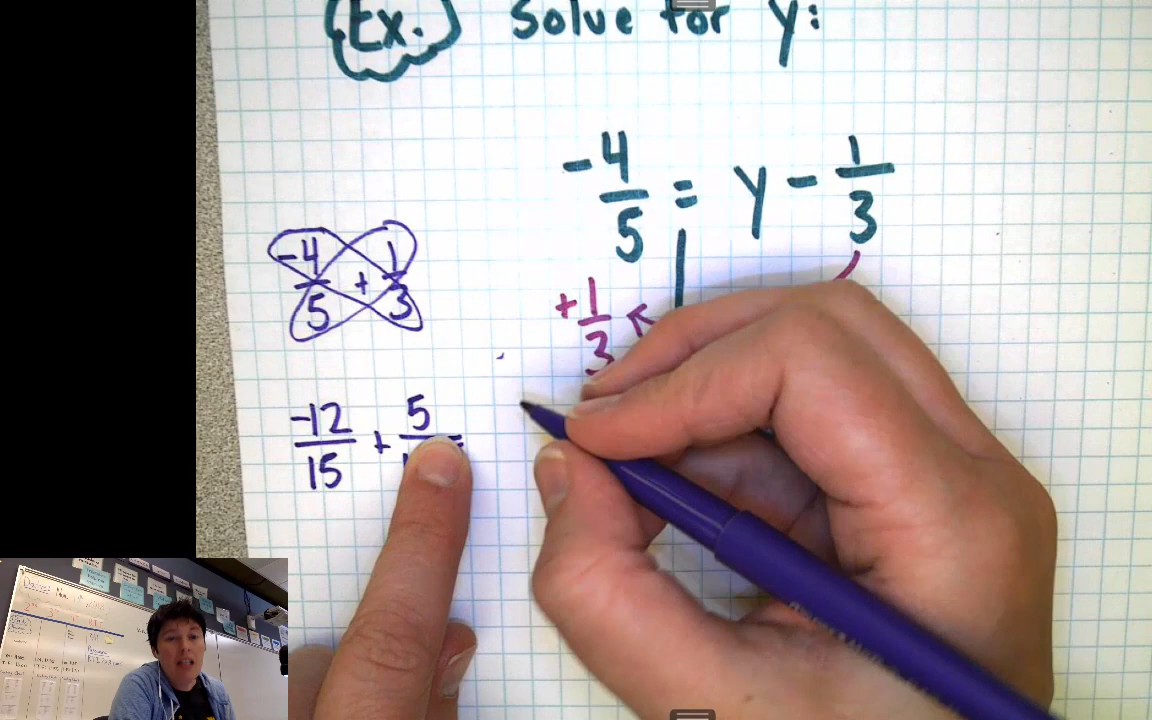 Ex. Solve for y:
-4/5 = y - 1/3
+1/3
-4/5 + 1/3
-12/15 + 5